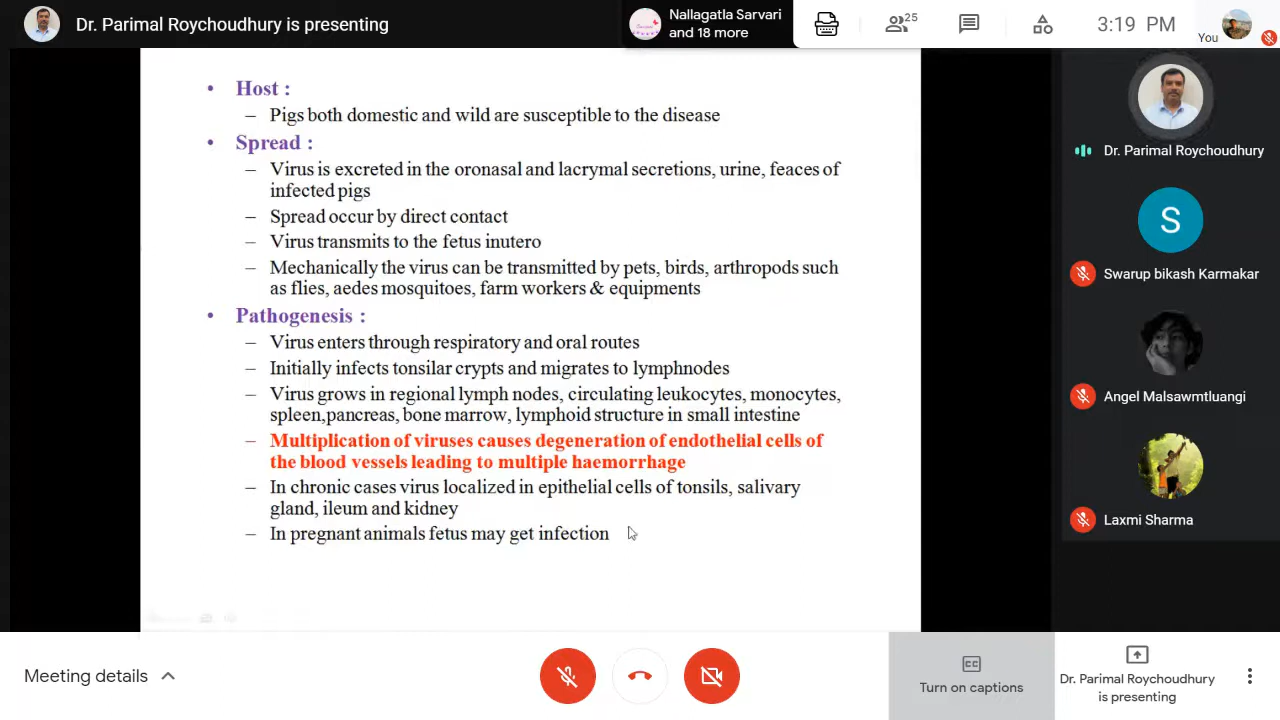 Dr. Parimal Roychoudhury is presenting
Nallagatla Sarvari
and 18 more
25
3:19 PM
You
• Host :
– Pigs both domestic and wild are susceptible to the disease
• Spread :
– Virus is excreted in the oronasal and lacrymal secretions, urine, feaces of
infected pigs
– Spread occur by direct contact
– Virus transmits to the fetus inutero
– Mechanically the virus can be transmitted by pets, birds, arthropods such
as flies, aedes mosquitoes, farm workers & equipments
• Pathogenesis :
– Virus enters through respiratory and oral routes
– Initially infects tonsilar crypts and migrates to lymphnodes
– Virus grows in regional lymph nodes, circulating leukocytes, monocytes,
spleen,pancreas, bone marrow, lymphoid structure in small intestine
– Multiplication of viruses causes degeneration of endothelial cells of
the blood vessels leading to multiple haemorrhage
– In chronic cases virus localized in epithelial cells of tonsils, salivary
gland, ileum and kidney
– In pregnant animals fetus may get infection
Dr. Parimal Roychoudhury
S
Swarup bikash Karmakar
Angel Malsawmtluangi
Laxmi Sharma
Meeting details
CC
Turn on captions
Dr. Parimal Roychoudhury
is presenting